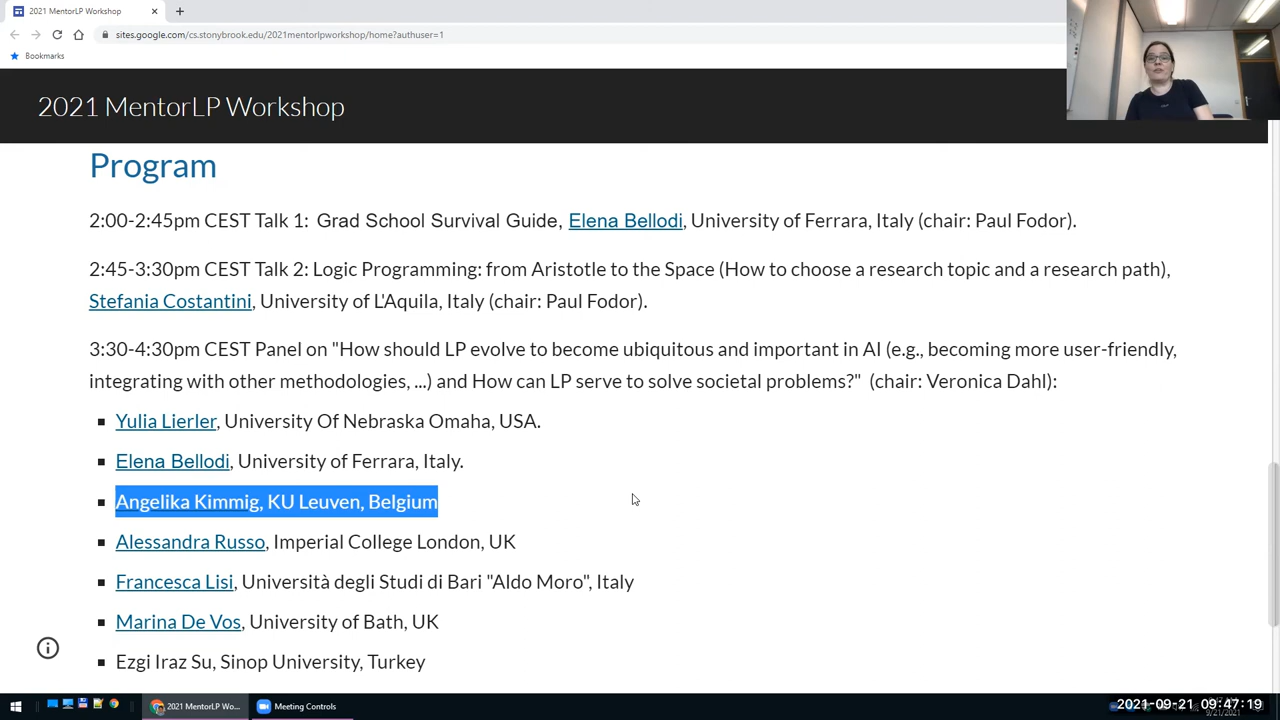 2021 MentorLP Workshop
sites.google.com/cs.stonybrook.edu/2021mentorlpworkshop/home?authuser=1
Bookmarks
2021 MentorLP Workshop
Program
2:00-2:45pm CEST Talk 1: Grad School Survival Guide, Elena Bellodi, University of Ferrara, Italy (chair: Paul Fodor).
2:45-3:30pm CEST Talk 2: Logic Programming: from Aristotle to the Space (How to choose a research topic and a research path),
Stefania Costantini, University of L'Aquila, Italy (chair: Paul Fodor).
3:30-4:30pm CEST Panel on "How should LP evolve to become ubiquitous and important in AI (e.g., becoming more user-friendly,
integrating with other methodologies, ...) and How can LP serve to solve societal problems?" (chair: Veronica Dahl):
Yulia Lierler, University Of Nebraska Omaha, USA.
Elena Bellodi, University of Ferrara, Italy.
Angelika Kimmig, KU Leuven, Belgium
Alessandra Russo, Imperial College London, UK
Francesca Lisi, Università degli Studi di Bari "Aldo Moro", Italy
Marina De Vos, University of Bath, UK
Ezgi Iraz Su, Sinop University, Turkey
2021 MentorLP Wo...
Meeting Controls
2021-09-21 09:47:19
9/21/2021